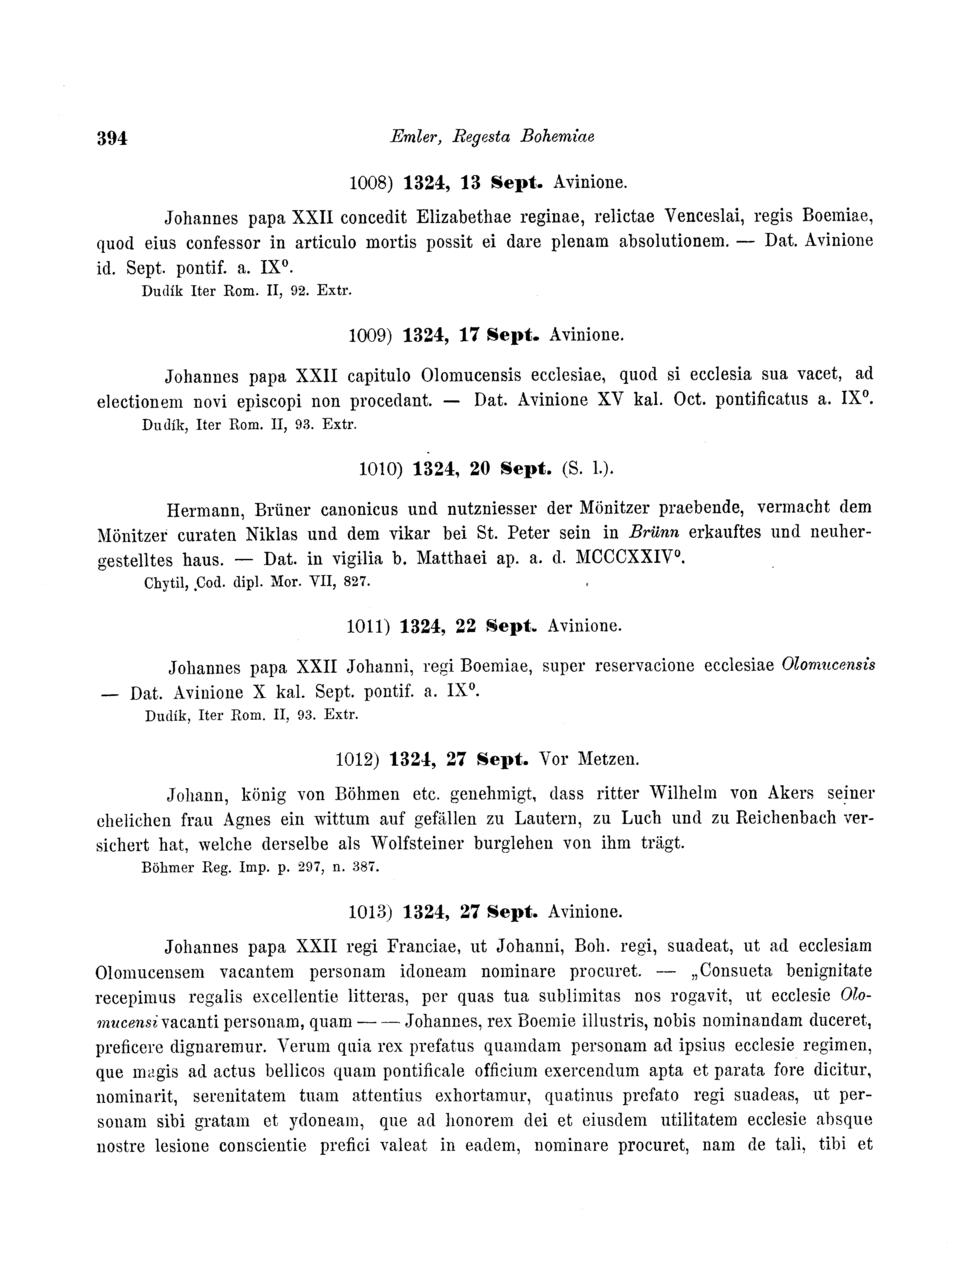 394 Emler, Regesta Bohemiae
1008) 1324, 13 Sept. Avinione.
Johannes papa XXII concedit Elizabethae reginae, relictae Venceslai, regis Boemiae,
quod eius confessor in articulo mortis possit ei dare plenam absolutionem. — Dat. Avinione
id. Sept. pontif. a. IX⁰.
Dudík Iter Rom. II, 92. Extr.
1009) 1324, 17 Sept. Avinione.
Johannes papa XXII capitulo Olomucensis ecclesiae, quod si ecclesia sua vacet, ad
electionem novi episcopi non procedant. — Dat. Avinione XV kal. Oct. pontificatus a. IX⁰.
Dudík, Iter Rom. II, 93. Extr.
1010) 1324, 20 Sept. (S. l.).
Hermann, Brüner canonicus und nutzniesser der Mönitzer praebende, vermacht dem
Mönitzer curaten Niklas und dem vikar bei St. Peter sein in Brünn erkauftes und neuher-
gestelltes haus. — Dat. in vigilia b. Matthaei ap. a. d. MCCCXXIV⁰.
Chytil, Cod. dipl. Mor. VII, 827.
1011) 1324, 22 Sept. Avinione.
Johannes papa XXII Johanni, regi Boemiae, super reservacione ecclesiae Olomucensis
— Dat. Avinione X kal. Sept. pontif. a. IX⁰.
Dudík, Iter Rom. II, 93. Extr.
1012) 1324, 27 Sept. Vor Metzen.
Johann, könig von Böhmen etc. genehmigt, dass ritter Wilhelm von Akers seiner
ehelichen frau Agnes ein wittum auf gefällen zu Lautern, zu Luch und zu Reichenbach ver-
sichert hat, welche derselbe als Wolfsteiner burglehen von ihm trägt.
Böhmer Reg. Imp. p. 297, n. 387.
1013) 1324, 27 Sept. Avinione.
Johannes papa XXII regi Franciae, ut Johanni, Boh. regi, suadeat, ut ad ecclesiam
Olomucensem vacantem personam idoneam nominare procuret. — „Consueta benignitate
recepimus regalis excellentie litteras, per quas tua sublimitas nos rogavit, ut ecclesie Olo-
mucensi vacanti personam, quam — — Johannes, rex Boemie illustris, nobis nominandam duceret,
preficere dignaremur. Verum quia rex prefatus quamdam personam ad ipsius ecclesie regimen,
que magis ad actus bellicos quam pontificale officium exercendum apta et parata fore dicitur,
nominarit, serenitatem tuam attentius exhortamur, quatinus prefato regi suadeas, ut per-
sonam sibi gratam et ydoneam, que ad honorem dei et eiusdem utilitatem ecclesie absque
nostre lesione conscientie prefici valeat in eadem, nominare procuret, nam de tali, tibi et